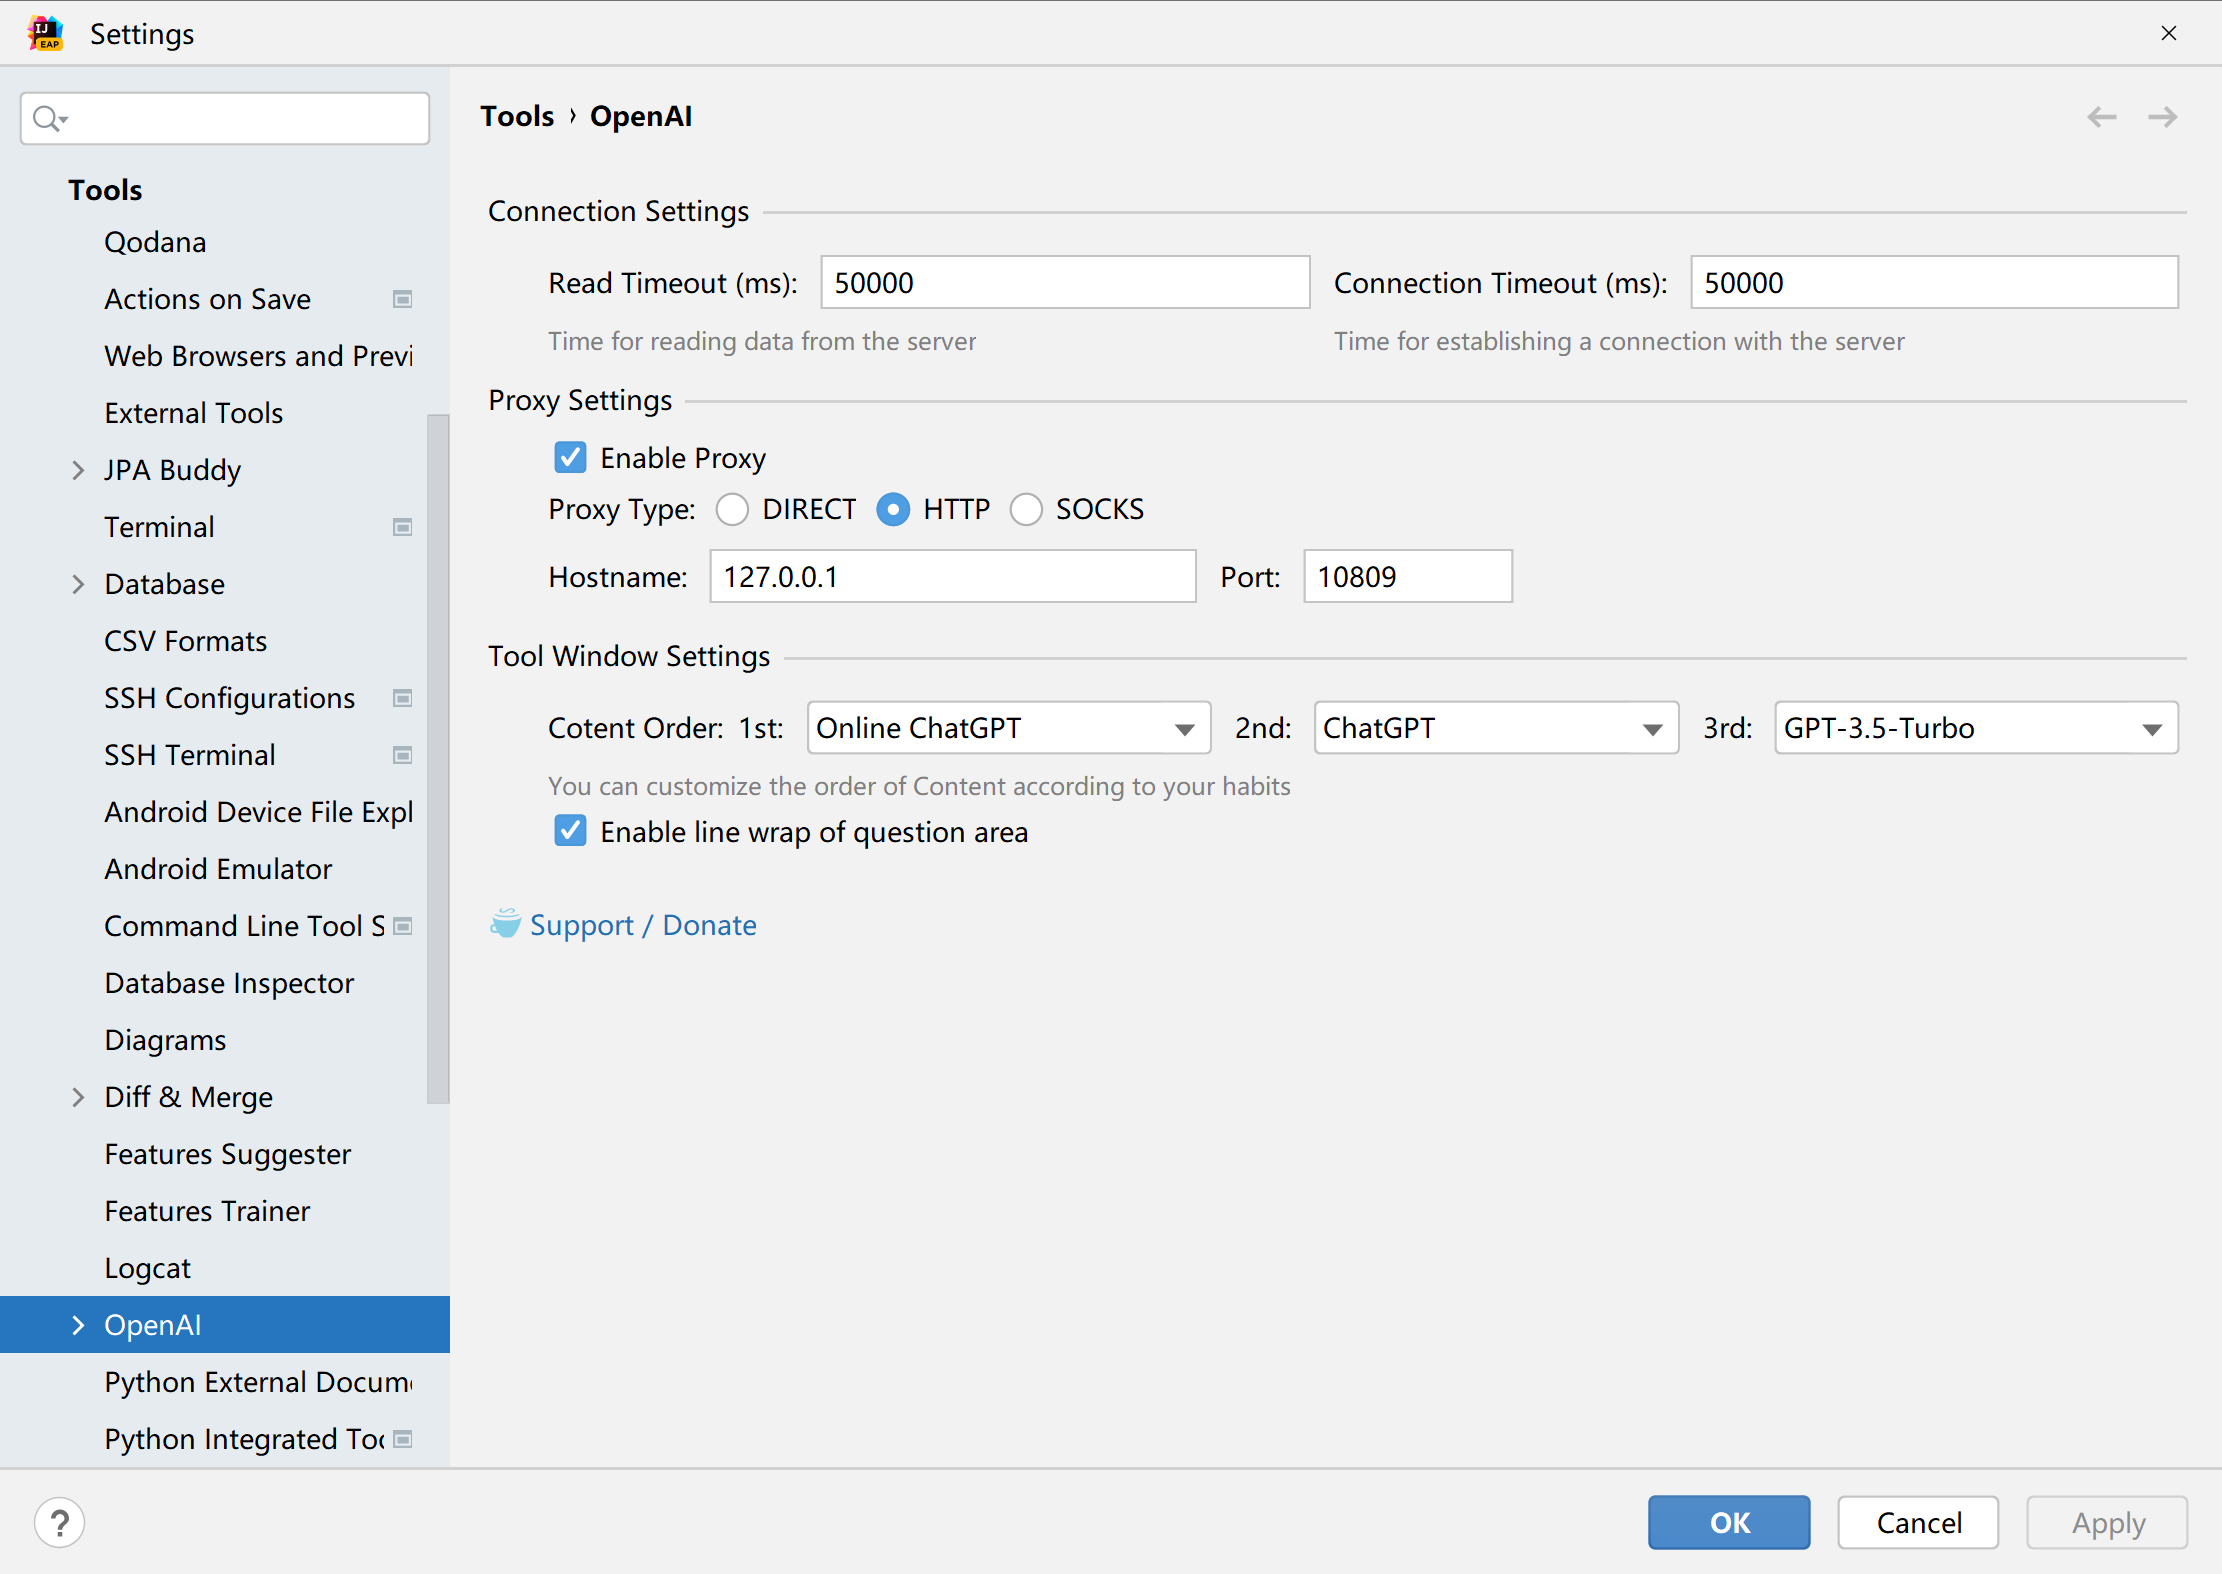 IJ
EAP
Settings
Tools
Qodana
Actions on Save
Web Browsers and Previ
External Tools
JPA Buddy
Terminal
Database
CSV Formats
SSH Configurations
SSH Terminal
Android Device File Expl
Android Emulator
Command Line Tool S
Database Inspector
Diagrams
Diff & Merge
Features Suggester
Features Trainer
Logcat
OpenAI
Python External Docum
Python Integrated Too
Tools › OpenAI
Connection Settings
Read Timeout (ms): 50000 Connection Timeout (ms): 50000
Time for reading data from the server Time for establishing a connection with the server
Proxy Settings
Enable Proxy
Proxy Type: DIRECT HTTP SOCKS
Hostname: 127.0.0.1 Port: 10809
Tool Window Settings
Cotent Order: 1st: Online ChatGPT 2nd: ChatGPT 3rd: GPT-3.5-Turbo
You can customize the order of Content according to your habits
Enable line wrap of question area
Support / Donate
? OK Cancel Apply